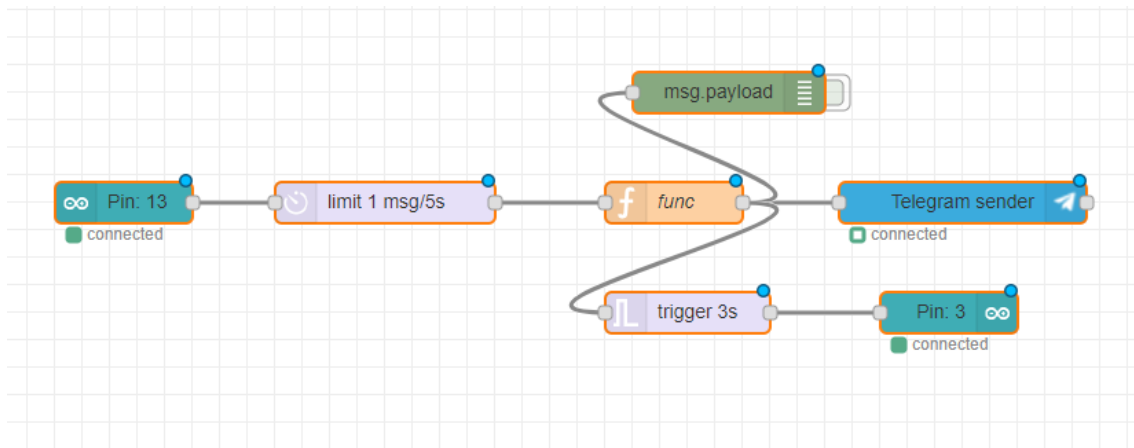 msg.payload
Pin: 13
limit 1 msg/5s
func
Telegram sender
connected
connected
trigger 3s
Pin: 3
connected